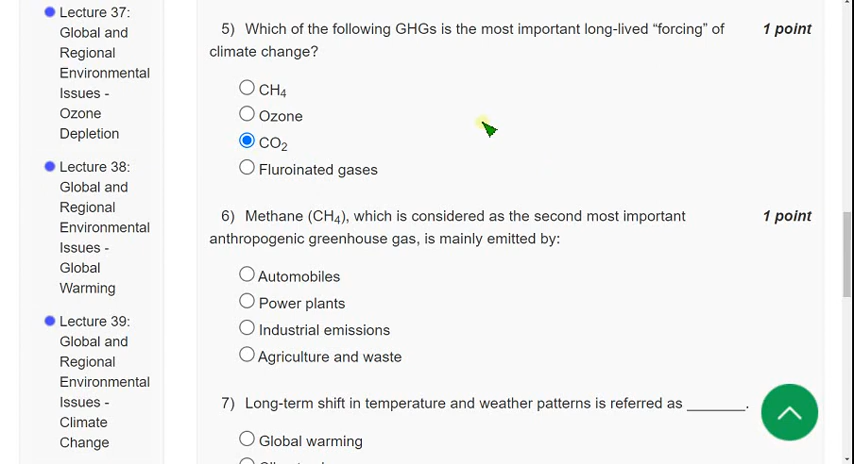 Lecture 37:
Global and
Regional
Environmental
Issues -
Ozone
Depletion
Lecture 38:
Global and
Regional
Environmental
Issues -
Global
Warming
Lecture 39:
Global and
Regional
Environmental
Issues -
Climate
Change
5) Which of the following GHGs is the most important long-lived “forcing” of 1 point
climate change?
CH4
Ozone
CO2
Fluroinated gases
6) Methane (CH4), which is considered as the second most important 1 point
anthropogenic greenhouse gas, is mainly emitted by:
Automobiles
Power plants
Industrial emissions
Agriculture and waste
7) Long-term shift in temperature and weather patterns is referred as _______.
Global warming